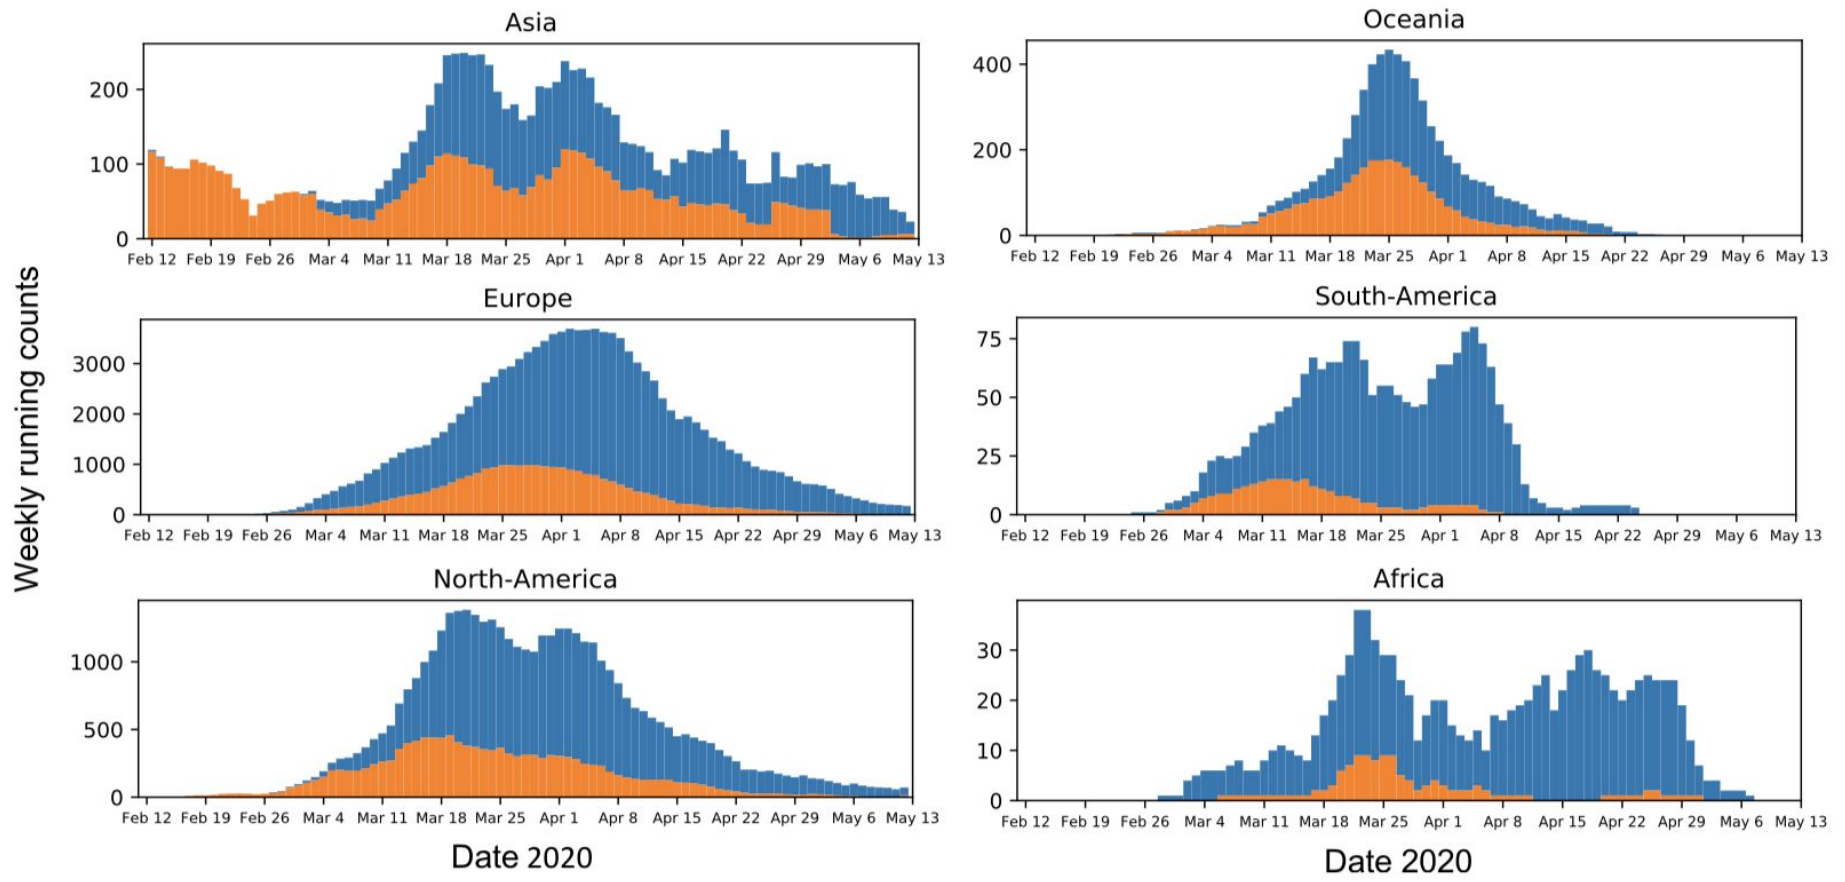 Weekly running counts
Asia
200
100
0
Feb 12 Feb 19 Feb 26 Mar 4 Mar 11 Mar 18 Mar 25 Apr 1 Apr 8 Apr 15 Apr 22 Apr 29 May 6 May 13
Oceania
400
200
0
Feb 12 Feb 19 Feb 26 Mar 4 Mar 11 Mar 18 Mar 25 Apr 1 Apr 8 Apr 15 Apr 22 Apr 29 May 6 May 13
Europe
3000
2000
1000
0
Feb 12 Feb 19 Feb 26 Mar 4 Mar 11 Mar 18 Mar 25 Apr 1 Apr 8 Apr 15 Apr 22 Apr 29 May 6 May 13
South-America
75
50
25
0
Feb 12 Feb 19 Feb 26 Mar 4 Mar 11 Mar 18 Mar 25 Apr 1 Apr 8 Apr 15 Apr 22 Apr 29 May 6 May 13
North-America
1000
500
0
Feb 12 Feb 19 Feb 26 Mar 4 Mar 11 Mar 18 Mar 25 Apr 1 Apr 8 Apr 15 Apr 22 Apr 29 May 6 May 13
Date 2020
Africa
30
20
10
0
Feb 12 Feb 19 Feb 26 Mar 4 Mar 11 Mar 18 Mar 25 Apr 1 Apr 8 Apr 15 Apr 22 Apr 29 May 6 May 13
Date 2020